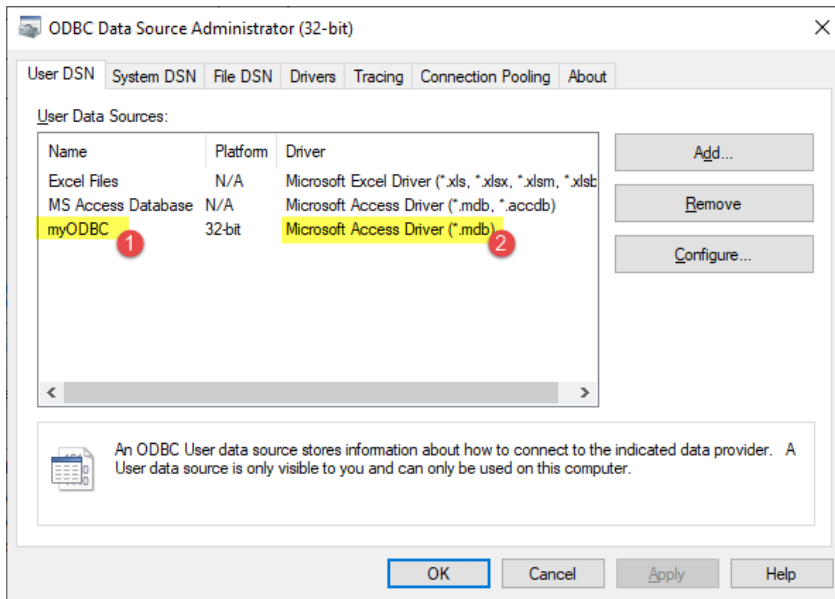 ODBC Data Source Administrator (32-bit)
User DSN System DSN File DSN Drivers Tracing Connection Pooling About
User Data Sources:
Name Platform Driver
Excel Files N/A Microsoft Excel Driver (*.xls, *.xlsx, *.xlsm, *.xlsb
MS Access Database N/A Microsoft Access Driver (*.mdb, *.accdb)
myODBC 32-bit Microsoft Access Driver (*.mdb)
1 2
Add...
Remove
Configure...
An ODBC User data source stores information about how to connect to the indicated data provider. A
User data source is only visible to you and can only be used on this computer.
OK Cancel Apply Help